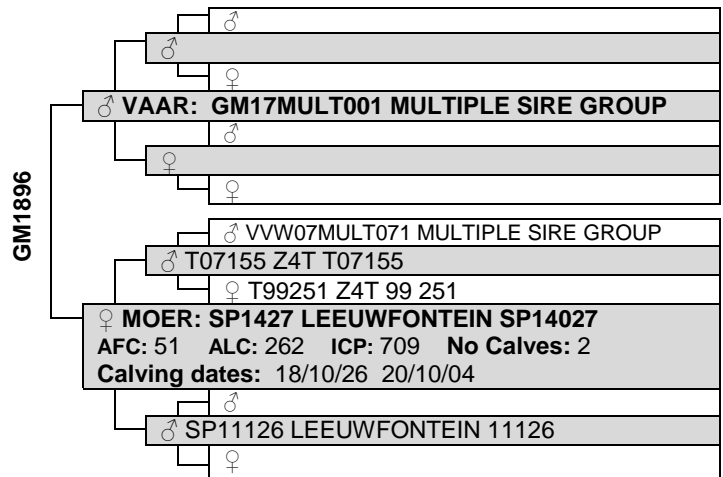 ♂
♂
♀
♂ VAAR: GM17MULT001 MULTIPLE SIRE GROUP
♂
♀
♀
GM1896
♂ VVW07MULT071 MULTIPLE SIRE GROUP
♂ T07155 Z4T T07155
♀ T99251 Z4T 99 251
♀ MOER: SP1427 LEEUWFONTEIN SP14027
AFC: 51 ALC: 262 ICP: 709 No Calves: 2
Calving dates: 18/10/26 20/10/04
♂
♂ SP11126 LEEUWFONTEIN 11126
♀